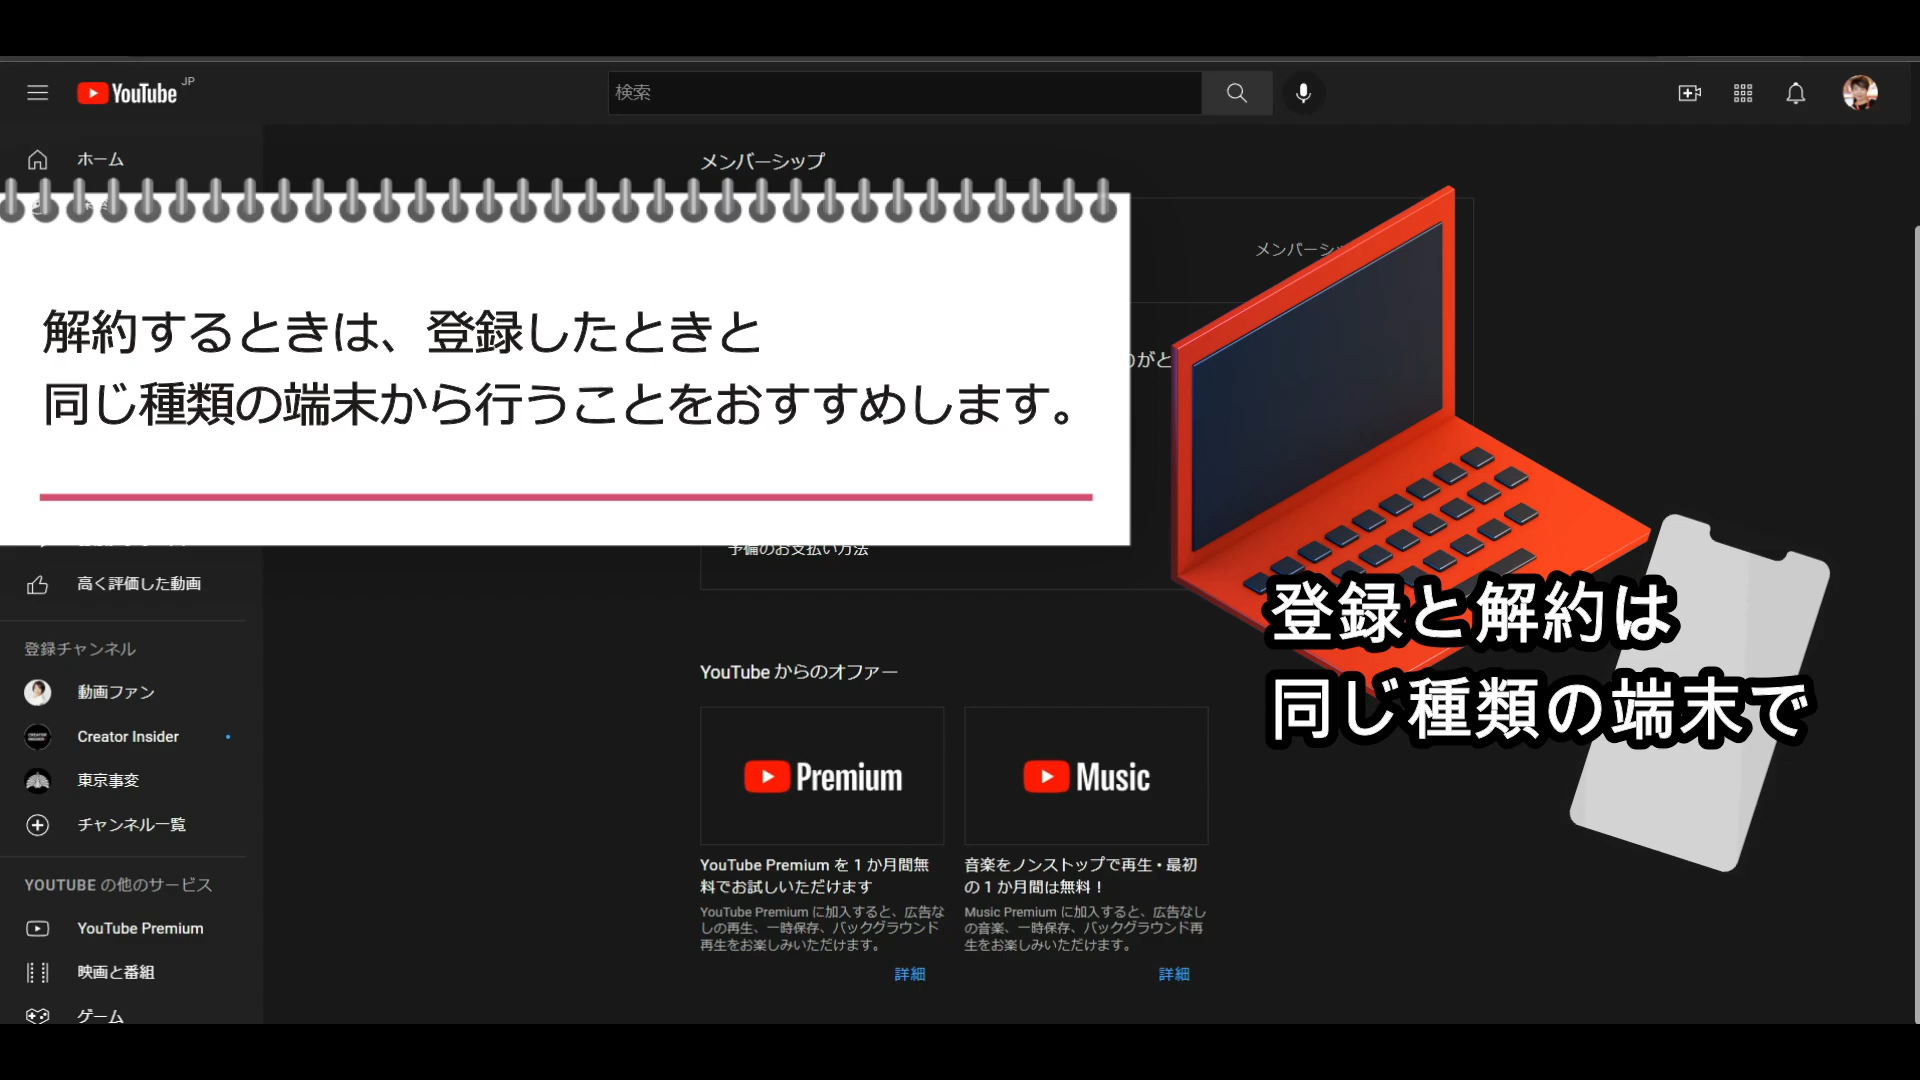 YouTube JP
検索
ホーム
メンバーシップ
解約するときは、登録したときと
同じ種類の端末から行うことをおすすめします。
予備のお支払い方法
高く評価した動画
登録チャンネル
動画ファン
Creator Insider
東京事変
チャンネル一覧
YOUTUBE の他のサービス
YouTube Premium
映画と番組
ゲーム
YouTube からのオファー
Premium
YouTube Premium を 1 か月間無
料でお試しいただけます
YouTube Premium に加入すると、広告な
しの再生、一時保存、バックグラウンド
再生をお楽しみいただけます。
詳細
Music
音楽をノンストップで再生・最初
の 1 か月間は無料！
Music Premium に加入すると、広告なし
の音楽、一時保存、バックグラウンド再
生をお楽しみいただけます。
詳細
登録と解約は
同じ種類の端末で